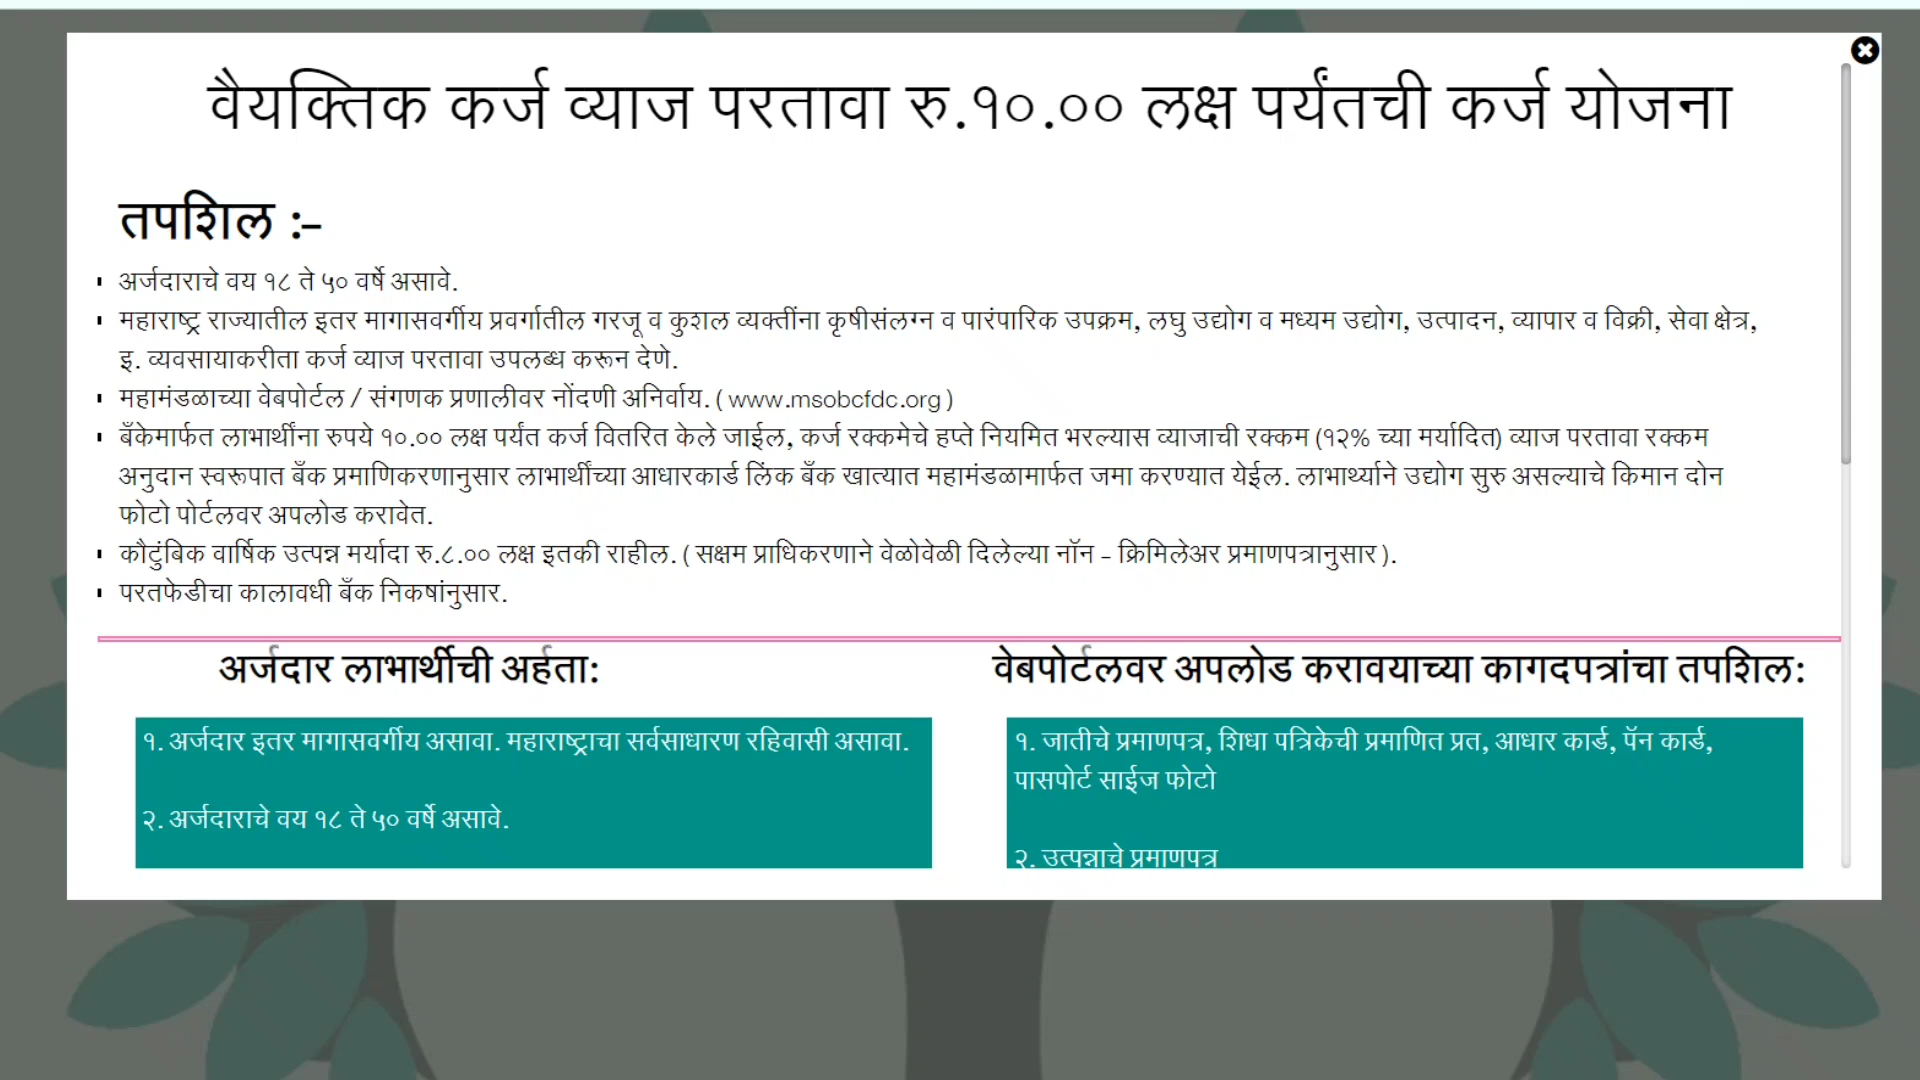 वैयक्तिक कर्ज व्याज परतावा रु.१०.०० लक्ष पर्यंतची कर्ज योजना
तपशिल :–
अर्जदाराचे वय १८ ते ५० वर्षे असावे.
महाराष्ट्र राज्यातील इतर मागासवर्गीय प्रवर्गातील गरजू व कुशल व्यक्तींना कृषीसंलग्न व पारंपारिक उपक्रम, लघु उद्योग व मध्यम उद्योग, उत्पादन, व्यापार व विक्री, सेवा क्षेत्र,
इ. व्यवसायाकरीता कर्ज व्याज परतावा उपलब्ध करून देणे.
महामंडळाच्या वेबपोर्टल / संगणक प्रणालीवर नोंदणी अनिर्वाय. ( www.msobcfdc.org )
बँकेमार्फत लाभार्थींना रुपये १०.०० लक्ष पर्यंत कर्ज वितरित केले जाईल, कर्ज रक्कमेचे हप्ते नियमित भरल्यास व्याजाची रक्कम (१२% च्या मर्यादित) व्याज परतावा रक्कम
अनुदान स्वरूपात बँक प्रमाणिकरणानुसार लाभार्थींच्या आधारकार्ड लिंक बँक खात्यात महामंडळामार्फत जमा करण्यात येईल. लाभार्थ्याने उद्योग सुरु असल्याचे किमान दोन
फोटो पोर्टलवर अपलोड करावेत.
कौटुंबिक वार्षिक उत्पन्न मर्यादा रु.८.०० लक्ष इतकी राहील. ( सक्षम प्राधिकरणाने वेळोवेळी दिलेल्या नॉन – क्रिमिलेअर प्रमाणपत्रानुसार ).
परतफेडीचा कालावधी बँक निकषांनुसार.
अर्जदार लाभार्थीची अर्हता:
१. अर्जदार इतर मागासवर्गीय असावा. महाराष्ट्राचा सर्वसाधारण रहिवासी असावा.
२. अर्जदाराचे वय १८ ते ५० वर्षे असावे.
वेबपोर्टलवर अपलोड करावयाच्या कागदपत्रांचा तपशिल:
१. जातीचे प्रमाणपत्र, शिधा पत्रिकेची प्रमाणित प्रत, आधार कार्ड, पॅन कार्ड,
पासपोर्ट साईज फोटो
२. उत्पन्नाचे प्रमाणपत्र